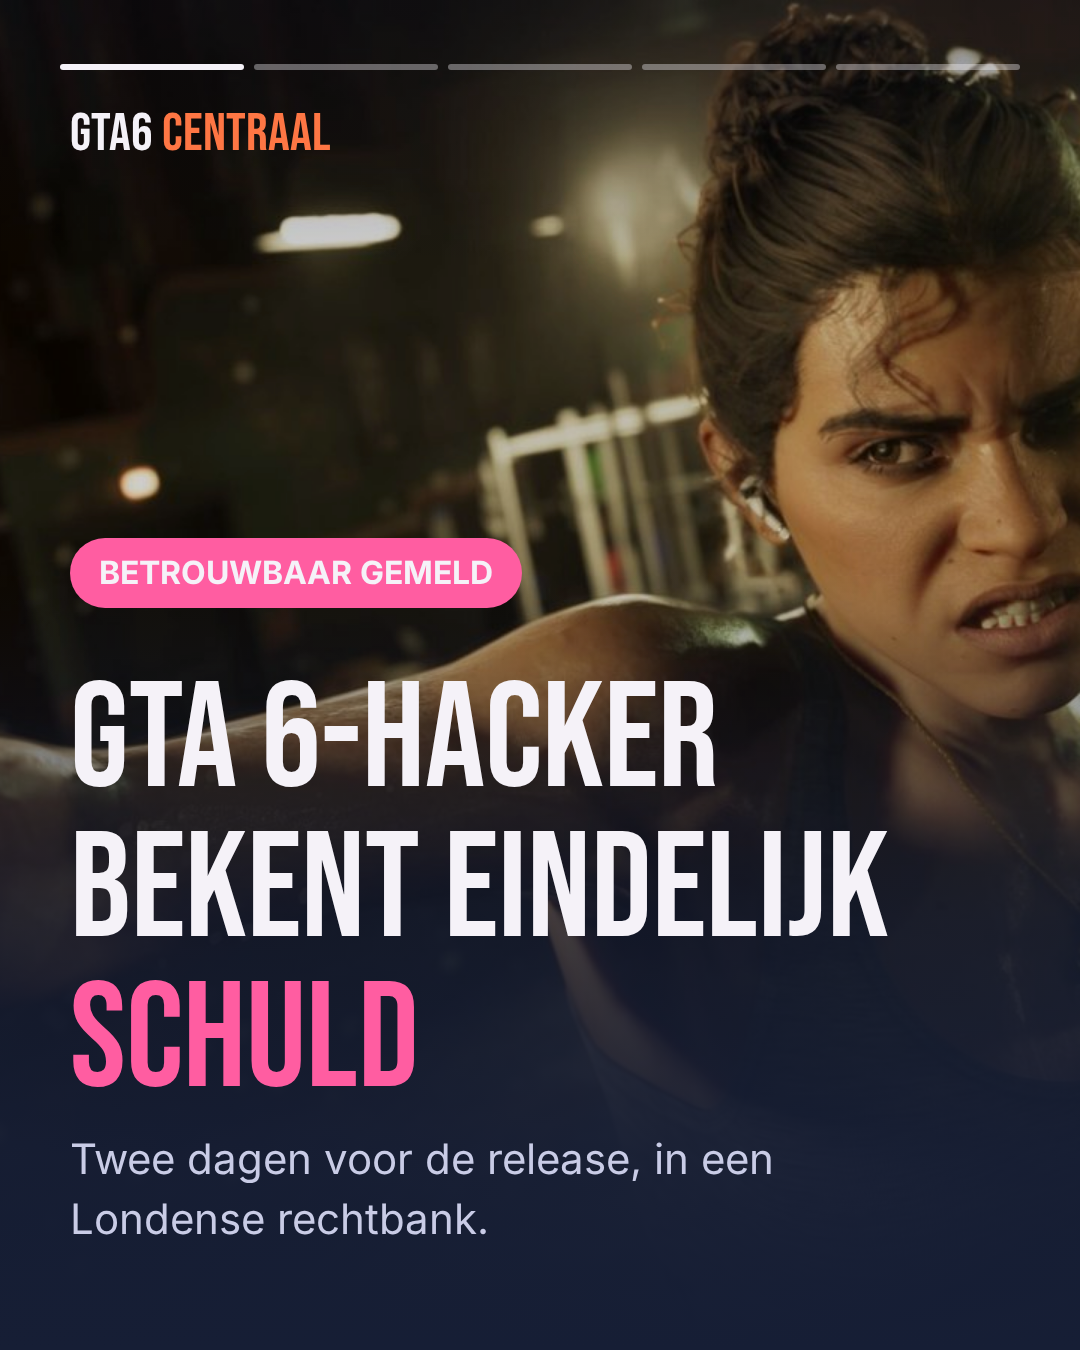 GTA6 CENTRAAL
BETROUWBAAR GEMELD
GTA 6-HACKER
BEKENT EINDELIJK
SCHULD
Twee dagen voor de release, in een
Londense rechtbank.